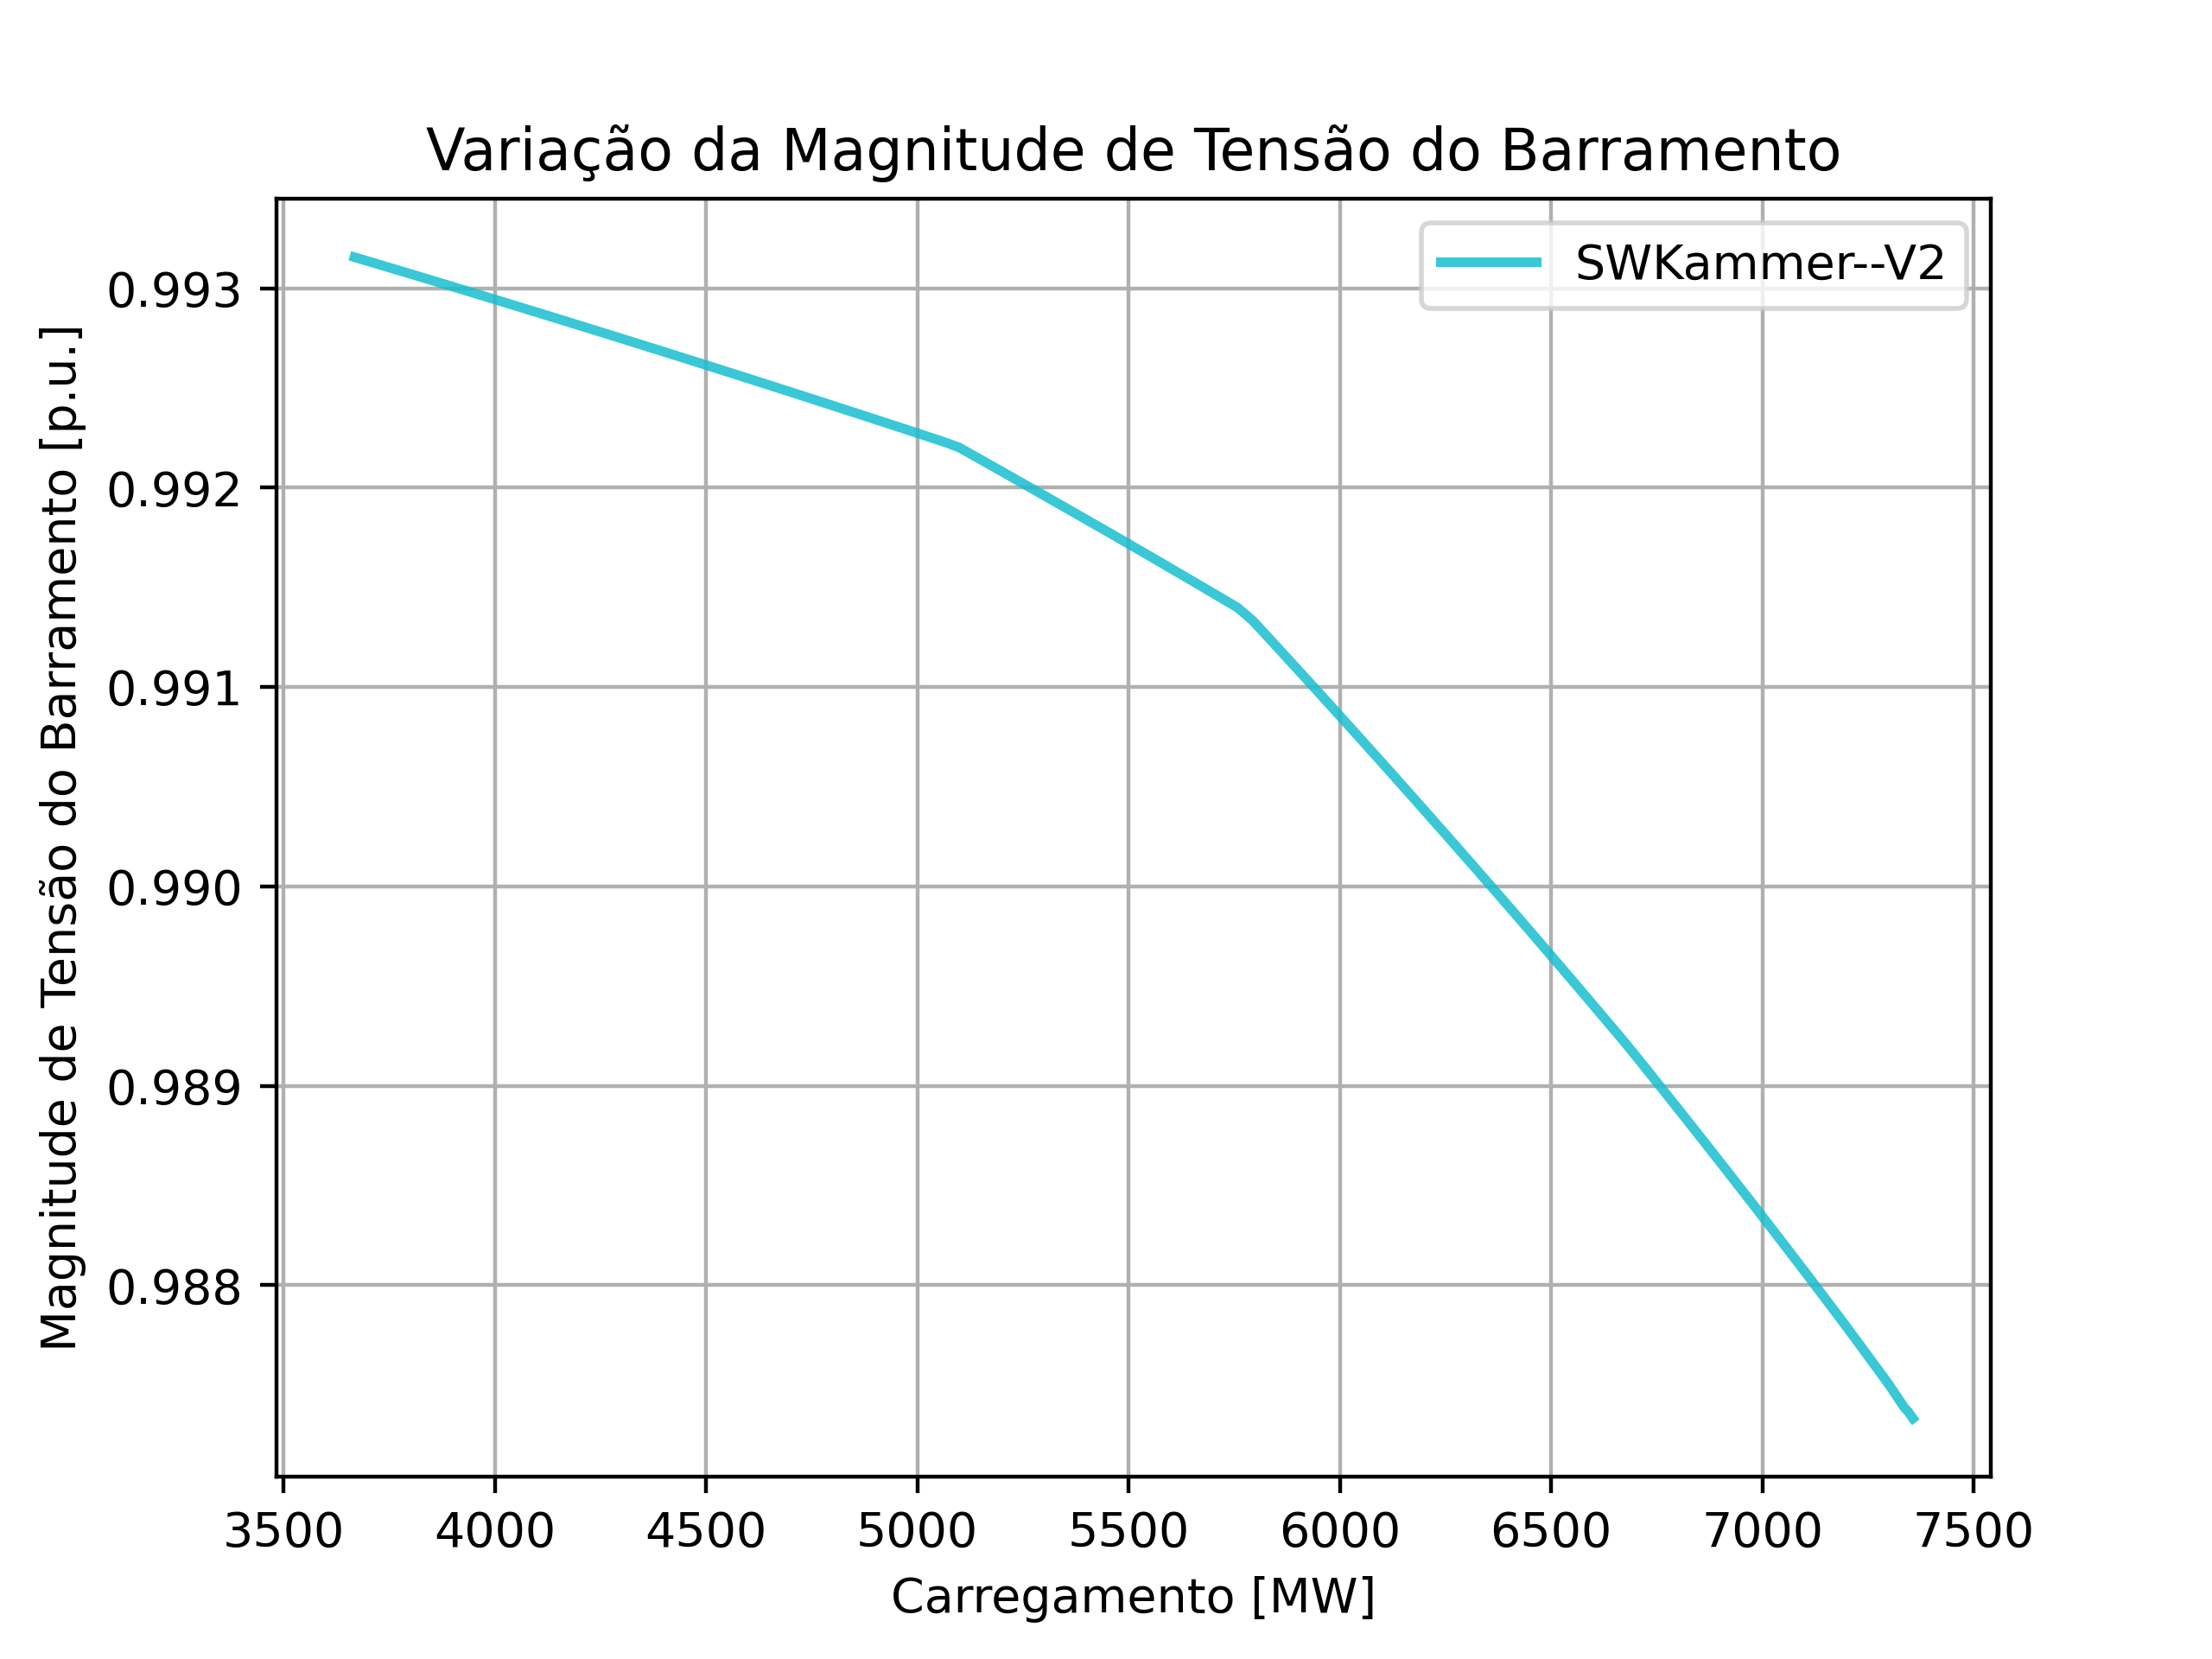 Variação da Magnitude de Tensão do Barramento
SWKammer--V2
Magnitude de Tensão do Barramento [p.u.]
0.993
0.992
0.991
0.990
0.989
0.988
3500 4000 4500 5000 5500 6000 6500 7000 7500
Carregamento [MW]